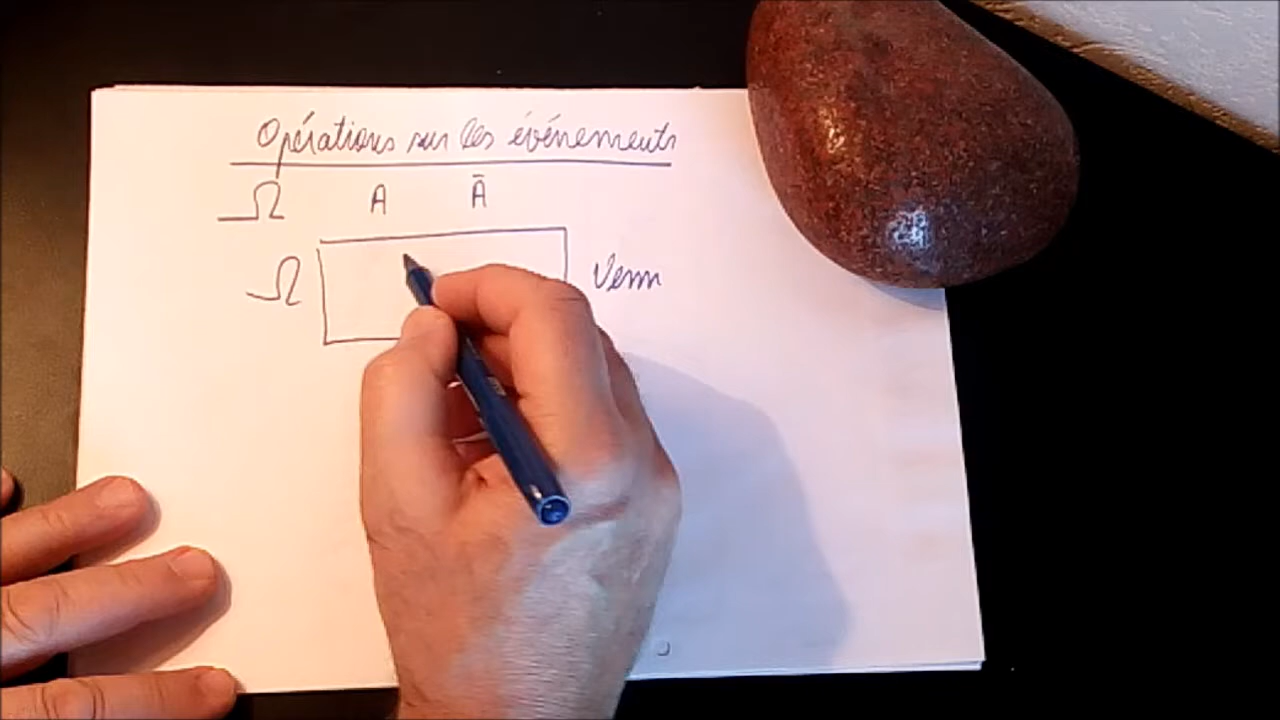 Opérations sur les événements
Ω A Ā
Ω Venn